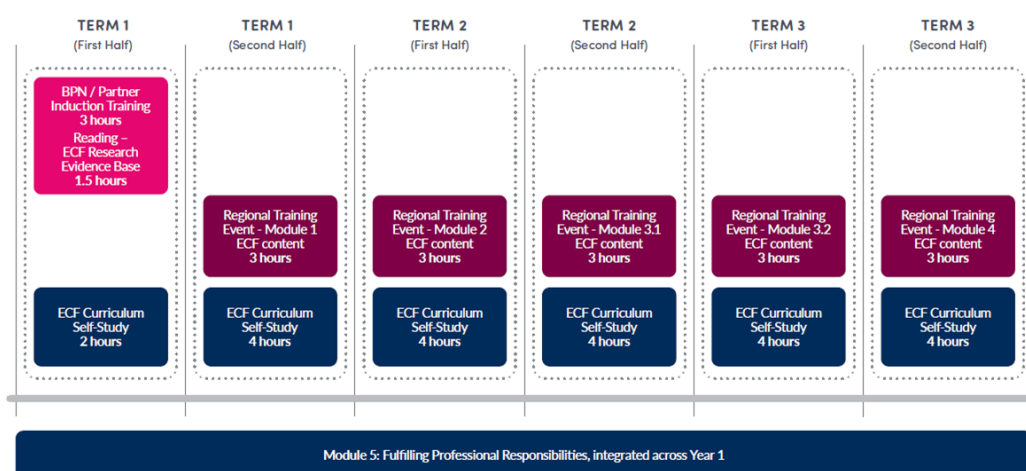 TERM 1
(First Half)
TERM 1
(Second Half)
TERM 2
(First Half)
TERM 2
(Second Half)
TERM 3
(First Half)
TERM 3
(Second Half)
BPN / Partner
Induction Training
3 hours
Reading –
ECF Research
Evidence Base
1.5 hours
Regional Training
Event - Module 1
ECF content
3 hours
Regional Training
Event - Module 2
ECF content
3 hours
Regional Training
Event - Module 3.1
ECF content
3 hours
Regional Training
Event - Module 3.2
ECF content
3 hours
Regional Training
Event - Module 4
ECF content
3 hours
ECF Curriculum
Self-Study
2 hours
ECF Curriculum
Self-Study
4 hours
ECF Curriculum
Self-Study
4 hours
ECF Curriculum
Self-Study
4 hours
ECF Curriculum
Self-Study
4 hours
ECF Curriculum
Self-Study
4 hours
Module 5: Fulfilling Professional Responsibilities, integrated across Year 1